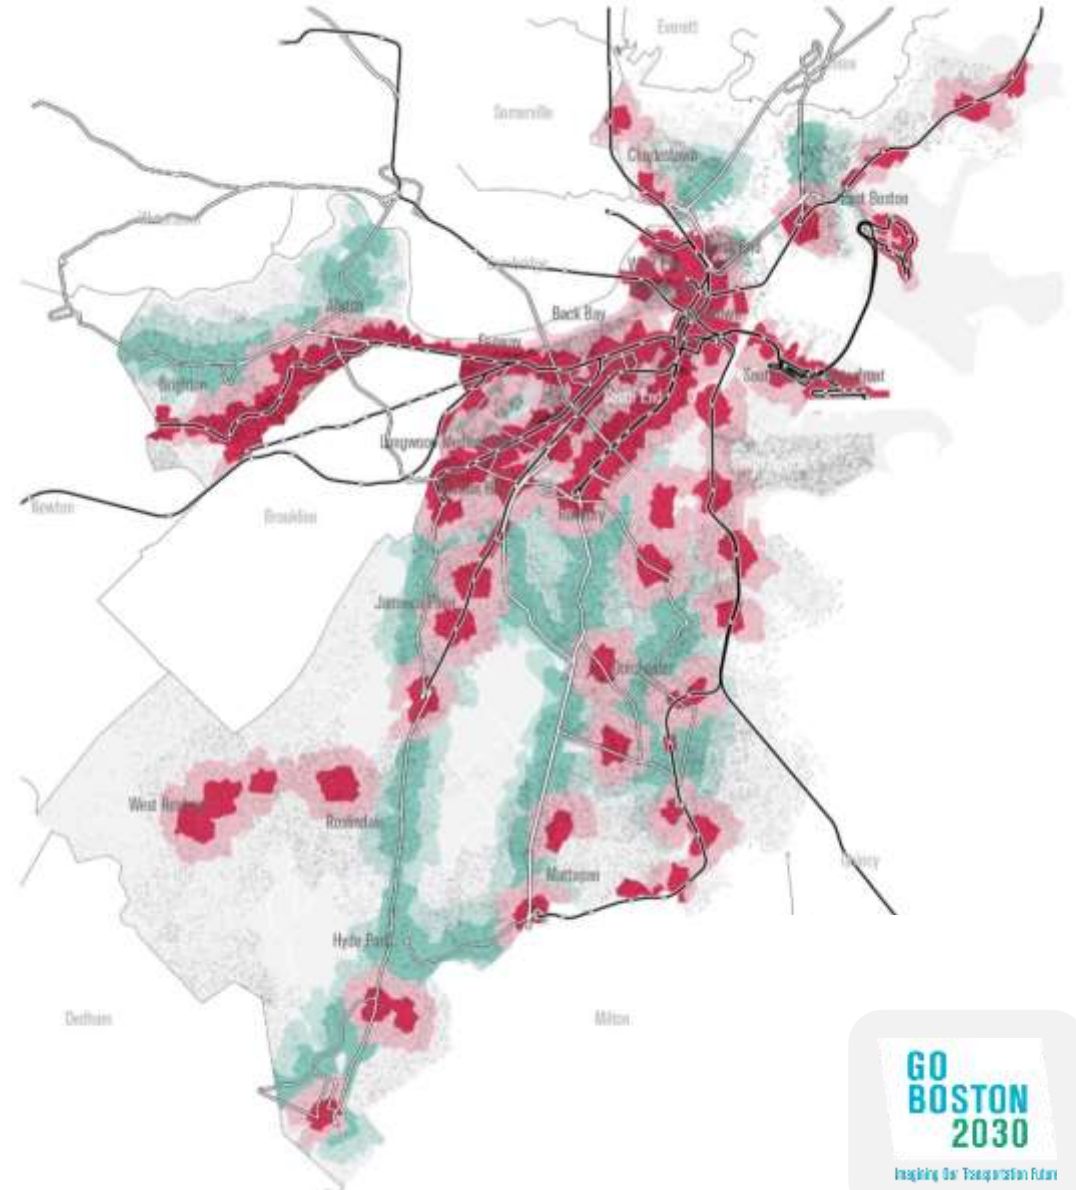 Everett
Somerville
Charlestown
East Boston
Back Bay
Allston
Fenway
Brighton
South End
Newton
Brookline
Roxbury
Jamaica Plain
Dorchester
West Roxbury
Roslindale
Mattapan
Quincy
Hyde Park
Dedham
Milton
GO
BOSTON
2030
Imagining Our Transportation Future